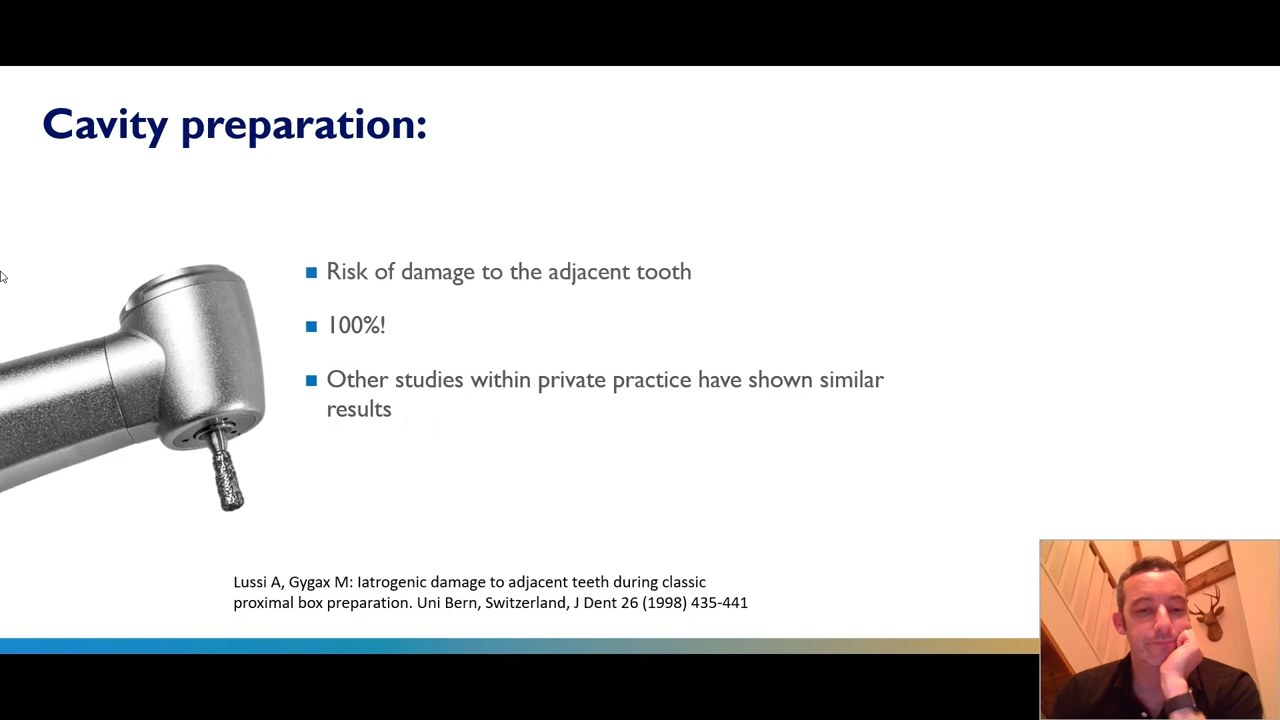 Cavity preparation:
Risk of damage to the adjacent tooth
100%!
Other studies within private practice have shown similar
results
Lussi A, Gygax M: Iatrogenic damage to adjacent teeth during classic
proximal box preparation. Uni Bern, Switzerland, J Dent 26 (1998) 435-441